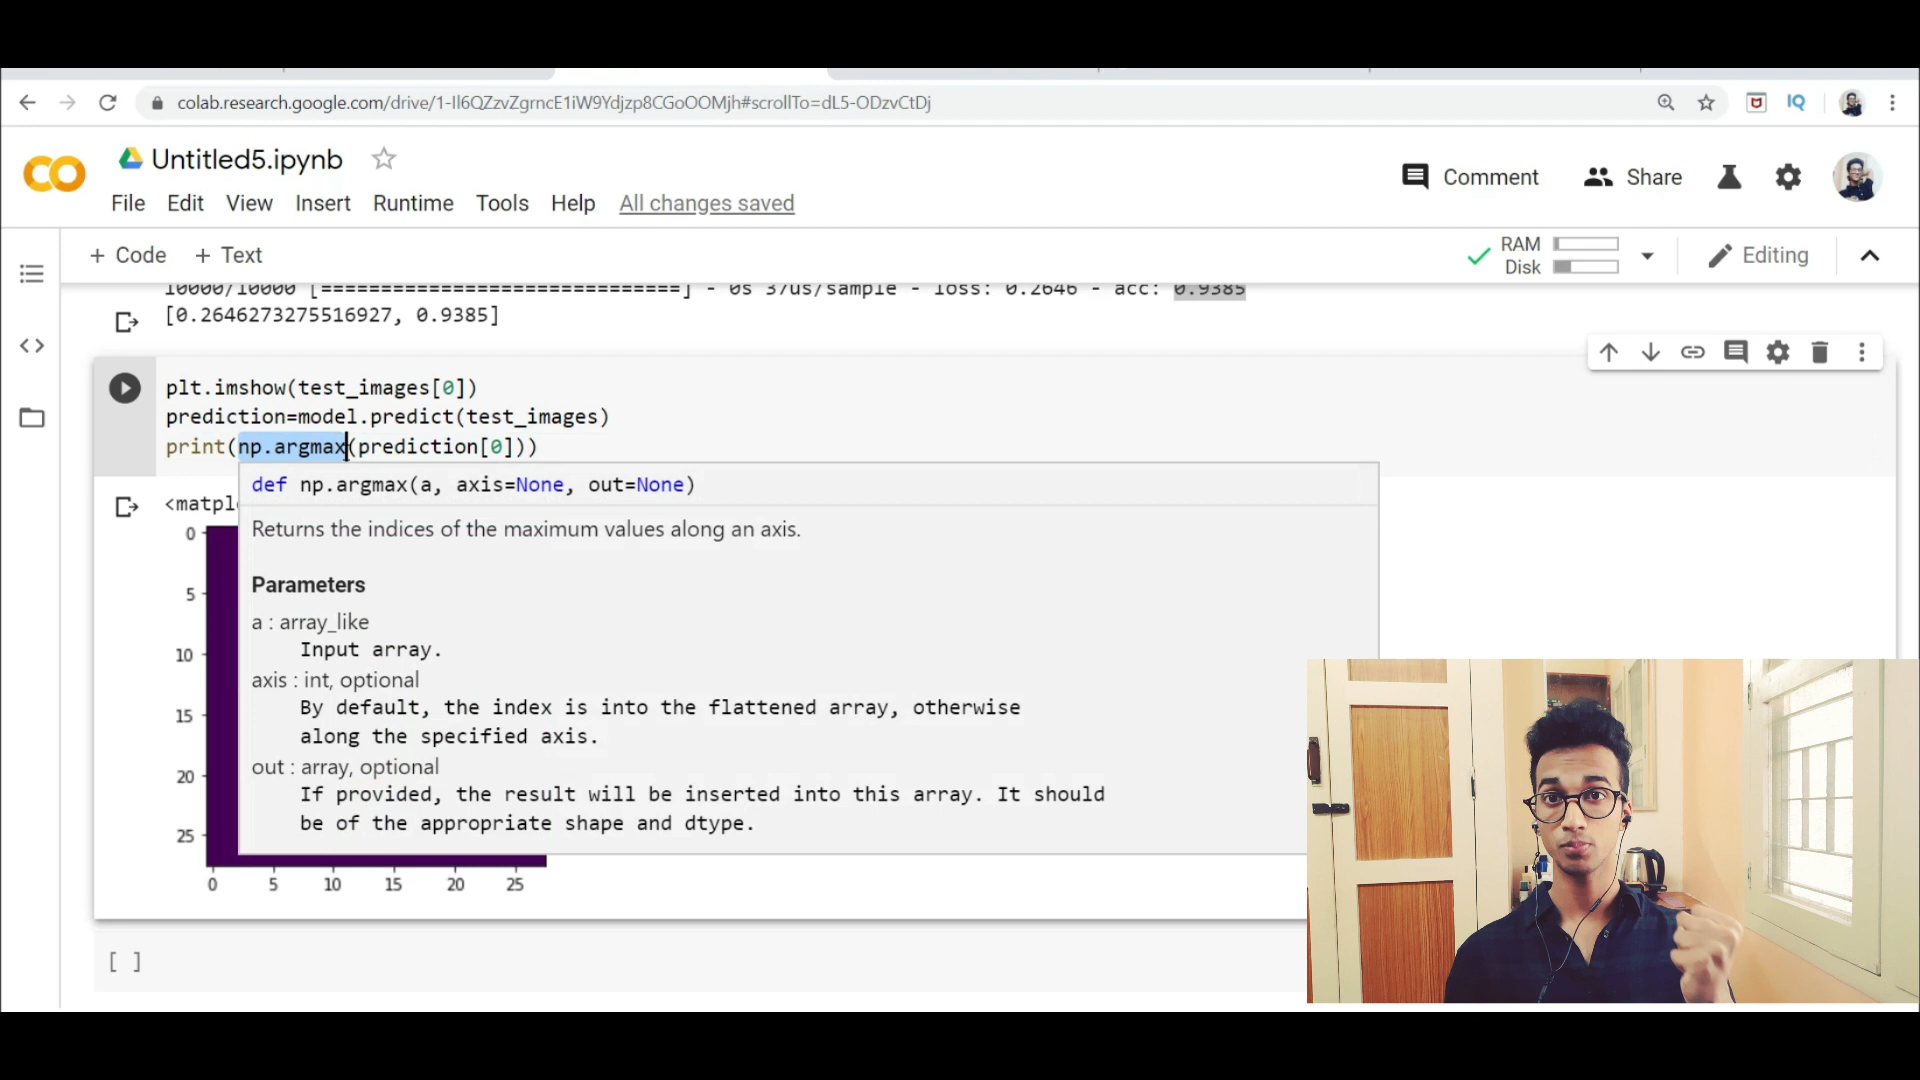 colab.research.google.com/drive/1-Il6QZzvZgrncE1iW9Ydjzp8CGoOOMjh#scrollTo=dL5-ODzvCtDj
IQ
CO
Untitled5.ipynb
Comment
Share
File Edit View Insert Runtime Tools Help All changes saved
+ Code + Text
RAM
Disk
Editing
10000/10000 [==============================] - 0s 37us/sample - loss: 0.2646 - acc: 0.9385
[0.2646273275516927, 0.9385]
plt.imshow(test_images[0])
prediction=model.predict(test_images)
print(np.argmax(prediction[0]))
def np.argmax(a, axis=None, out=None)
<matpl
Returns the indices of the maximum values along an axis.
Parameters
a : array_like
Input array.
axis : int, optional
By default, the index is into the flattened array, otherwise
along the specified axis.
out : array, optional
If provided, the result will be inserted into this array. It should
be of the appropriate shape and dtype.
0
5
10
15
20
25
0 5 10 15 20 25
[ ]